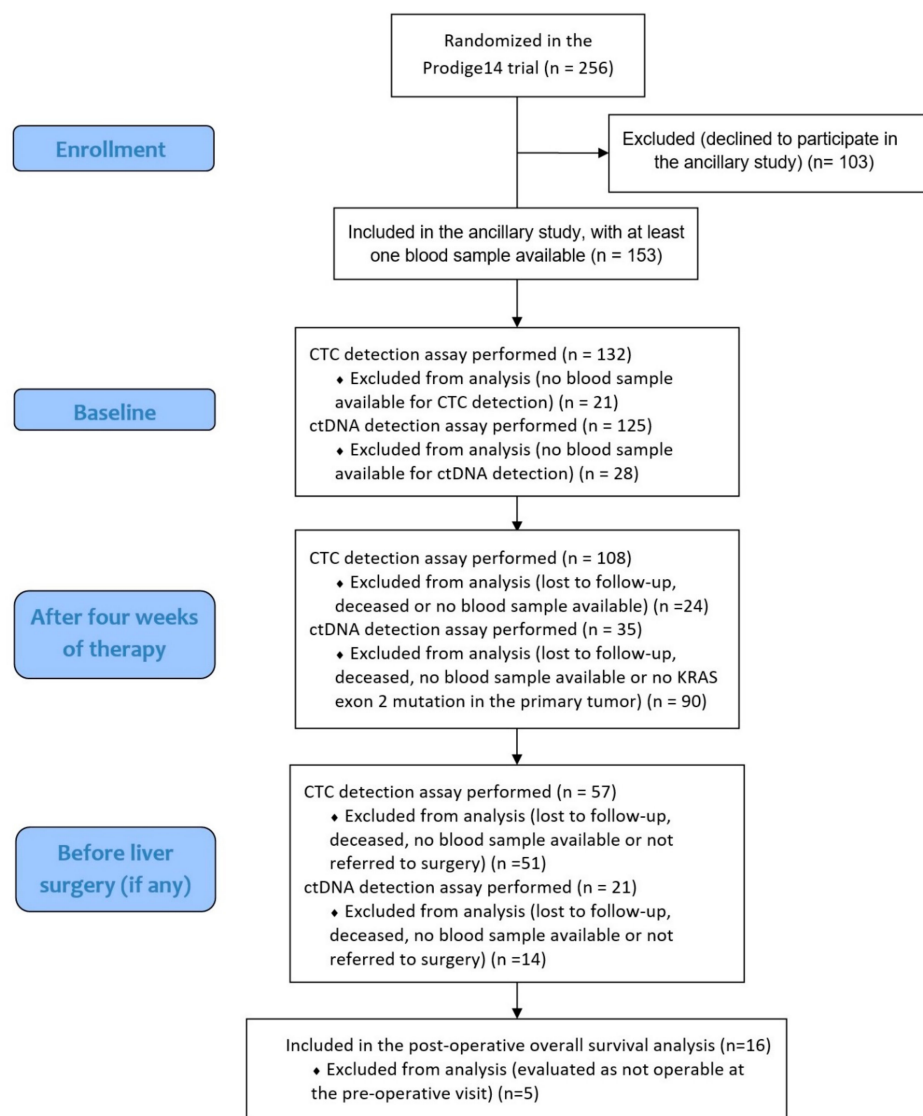 Randomized in the
Prodige14 trial (n = 256)
Enrollment
Excluded (declined to participate in
the ancillary study) (n= 103)
Included in the ancillary study, with at least
one blood sample available (n = 153)
Baseline
CTC detection assay performed (n = 132)
♦ Excluded from analysis (no blood sample
available for CTC detection) (n = 21)
ctDNA detection assay performed (n = 125)
♦ Excluded from analysis (no blood sample
available for ctDNA detection) (n = 28)
After four weeks
of therapy
CTC detection assay performed (n = 108)
♦ Excluded from analysis (lost to follow-up,
deceased or no blood sample available) (n =24)
ctDNA detection assay performed (n = 35)
♦ Excluded from analysis (lost to follow-up,
deceased, no blood sample available or no KRAS
exon 2 mutation in the primary tumor) (n = 90)
Before liver
surgery (if any)
CTC detection assay performed (n = 57)
♦ Excluded from analysis (lost to follow-up,
deceased, no blood sample available or not
referred to surgery) (n =51)
ctDNA detection assay performed (n = 21)
♦ Excluded from analysis (lost to follow-up,
deceased, no blood sample available or not
referred to surgery) (n =14)
Included in the post-operative overall survival analysis (n=16)
♦ Excluded from analysis (evaluated as not operable at
the pre-operative visit) (n=5)